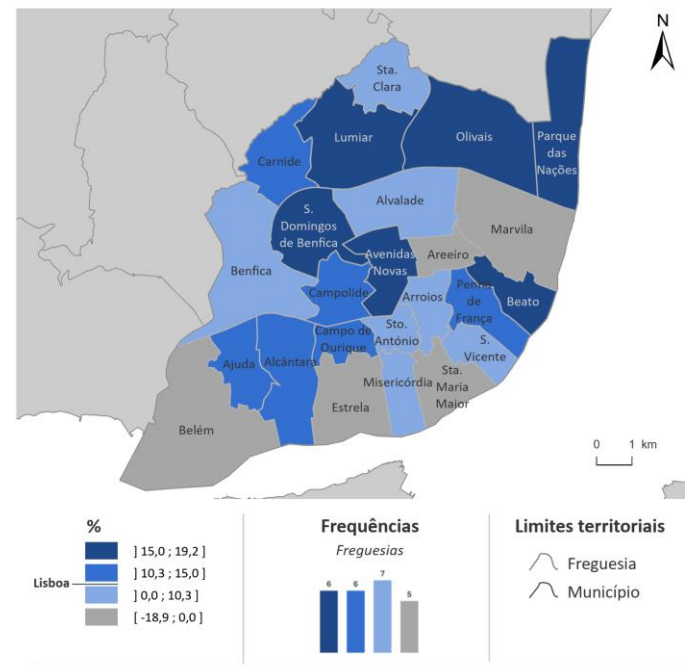 N
Sta.
Clara
Lumiar
Olivais
Parque
das
Nações
Carnide
S.
Domingos
de Benfica
Alvalade
Marvila
Avenidas
Novas
Areeiro
Benfica
Campolide
Arroios
Penha
de
França
Beato
Campo de
Ourique
Sto.
António
S.
Vicente
Ajuda
Alcântara
Misericórdia
Sta.
Maria
Maior
Estrela
Belém
0 1 km
%
] 15,0 ; 19,2 ]
] 10,3 ; 15,0 ]
Lisboa
] 0,0 ; 10,3 ]
[ -18,9 ; 0,0 ]
Frequências
Freguesias
6 6 7 5
Limites territoriais
Freguesia
Município